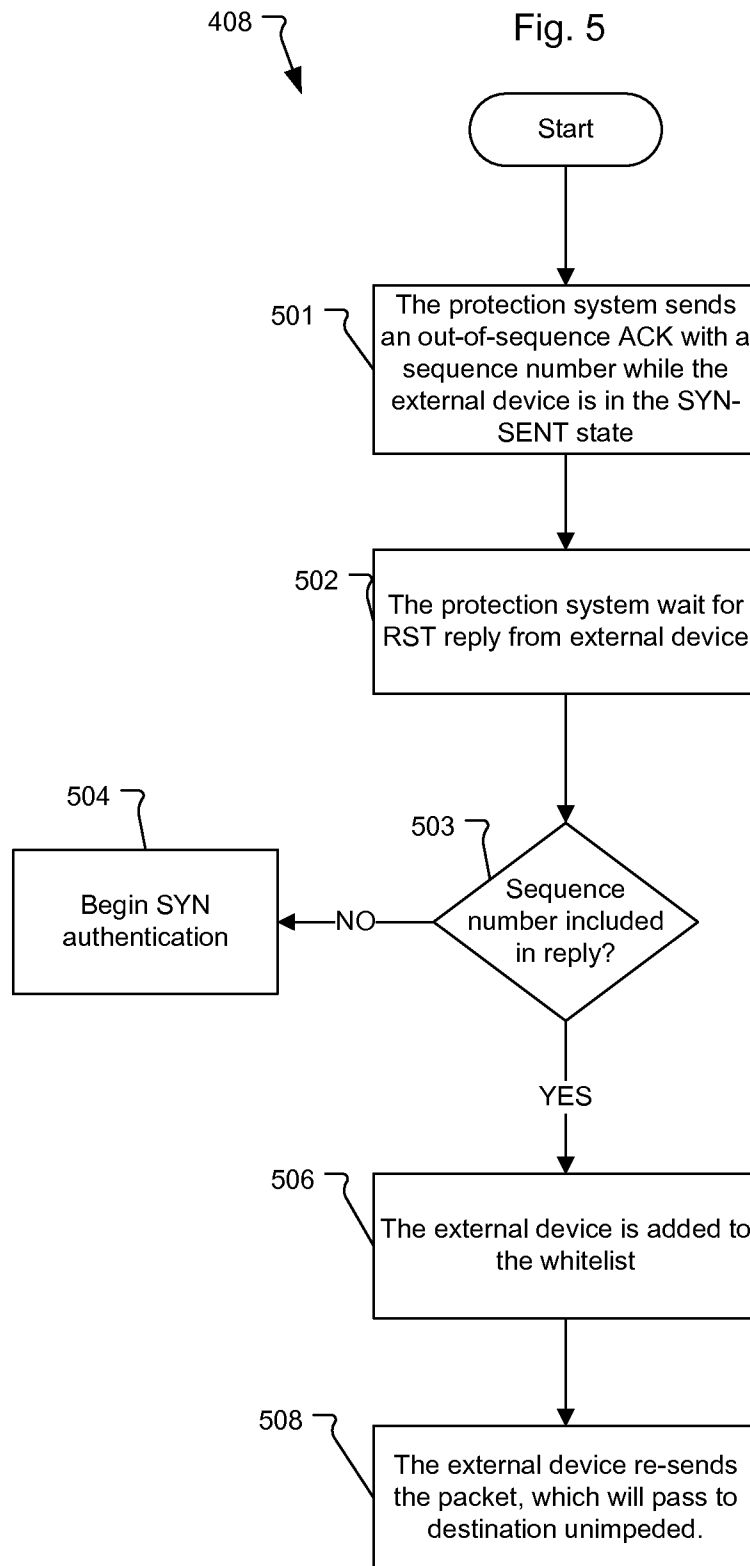 408
Fig. 5
Start
501
The protection system sends
an out-of-sequence ACK with a
sequence number while the
external device is in the SYN-
SENT state
502
The protection system wait for
RST reply from external device
504
503
Begin SYN
authentication
NO
Sequence
number included
in reply?
YES
506
The external device is added to
the whitelist
508
The external device re-sends
the packet, which will pass to
destination unimpeded.